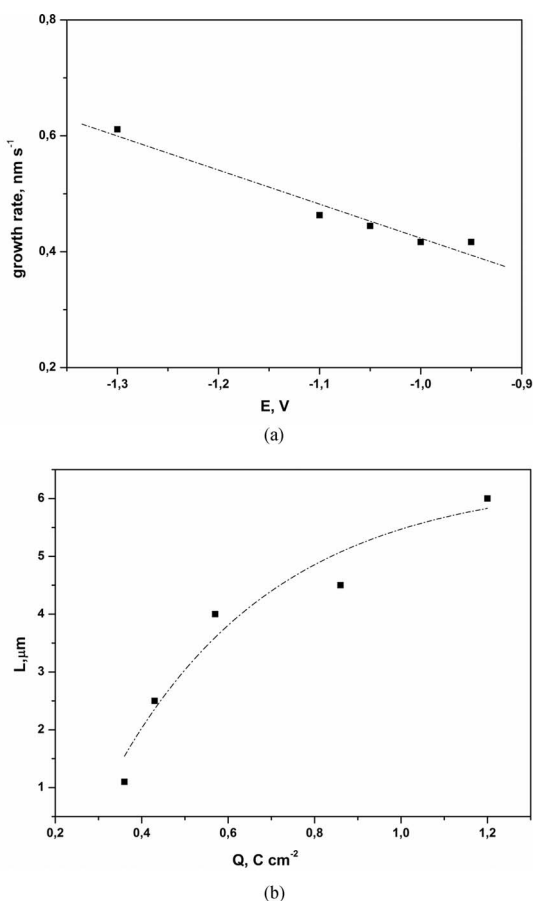 0,8
0,6
0,4
0,2
growth rate, nm s⁻¹
-1,3 -1,2 -1,1 -1,0 -0,9
E, V
(a)
6
5
4
3
2
1
L,µm
0,2 0,4 0,6 0,8 1,0 1,2
Q, C cm⁻²
(b)